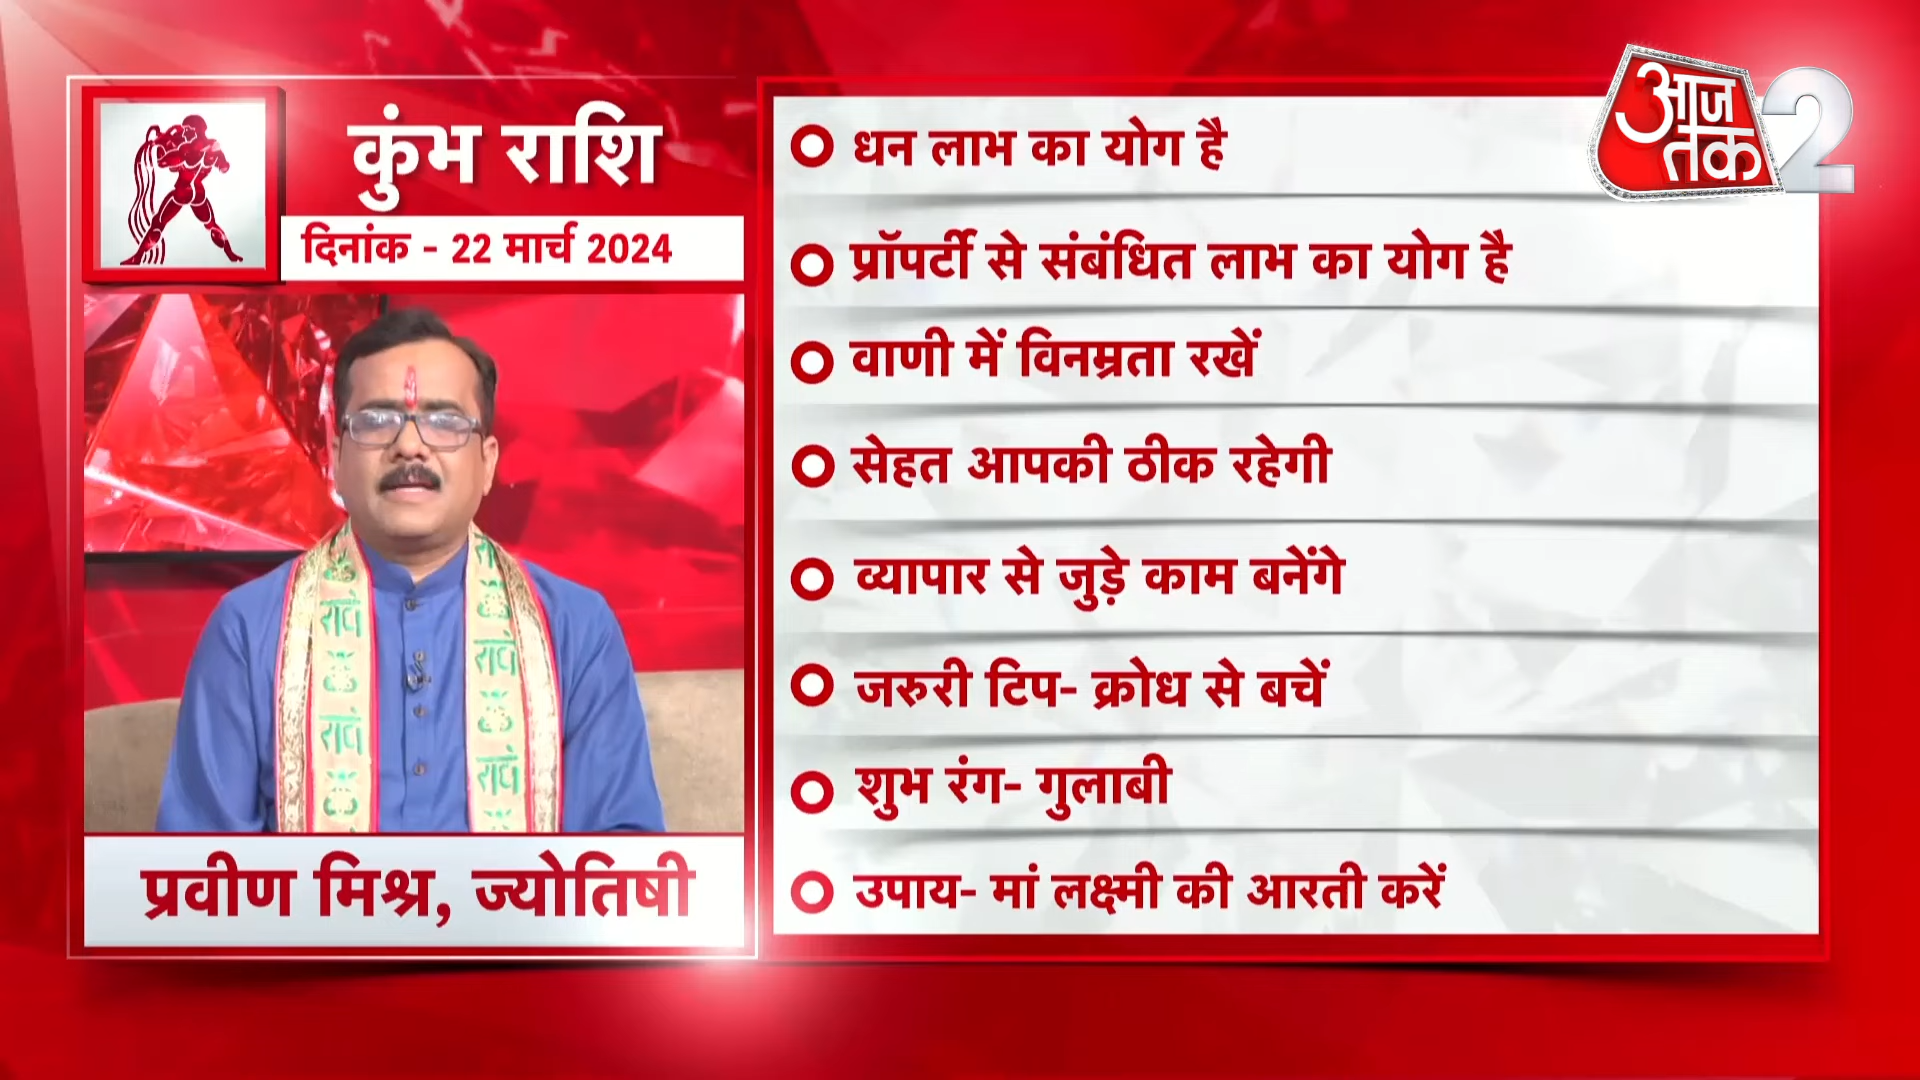 कुंभ राशि
दिनांक - 22 मार्च 2024
राधे
राधे
राधे
राधे
राधे
प्रवीण मिश्र, ज्योतिषी
आज
तक 2
धन लाभ का योग है
प्रॉपर्टी से संबंधित लाभ का योग है
वाणी में विनम्रता रखें
सेहत आपकी ठीक रहेगी
व्यापार से जुड़े काम बनेंगे
जरुरी टिप- क्रोध से बचें
शुभ रंग- गुलाबी
उपाय- मां लक्ष्मी की आरती करें